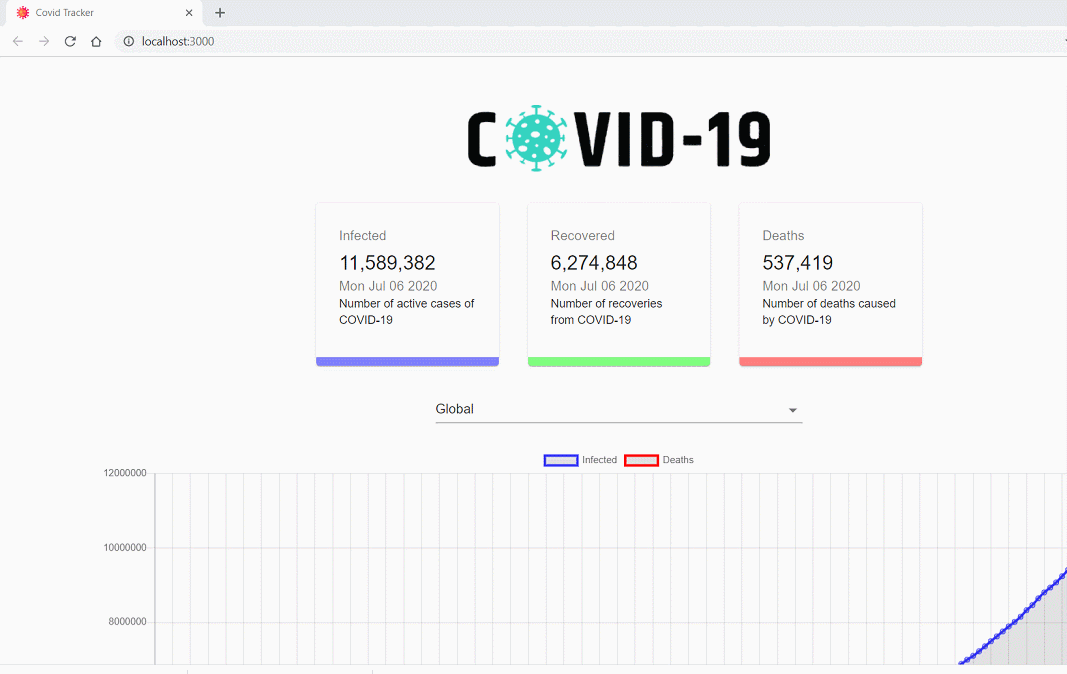 Covid Tracker
localhost:3000
COVID-19
Infected
11,589,382
Mon Jul 06 2020
Number of active cases of
COVID-19
Recovered
6,274,848
Mon Jul 06 2020
Number of recoveries
from COVID-19
Deaths
537,419
Mon Jul 06 2020
Number of deaths caused
by COVID-19
Global
Infected Deaths
12000000
10000000
8000000